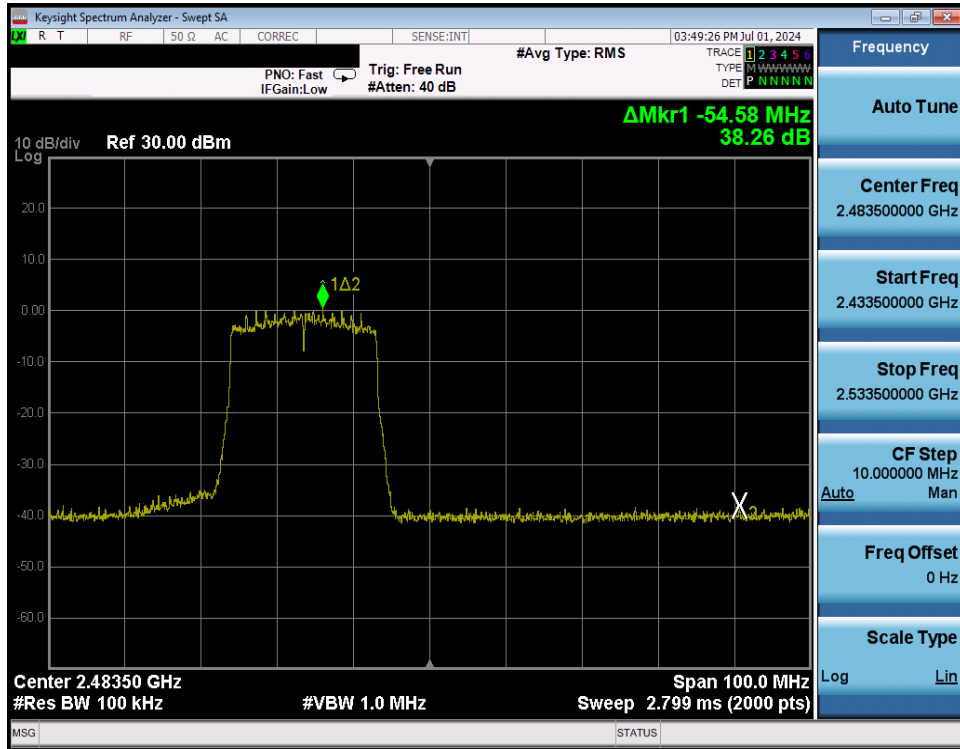 Keysight Spectrum Analyzer - Swept SA
LXI R T RF 50 Ω AC CORREC SENSE:INT 03:49:26 PM Jul 01, 2024
#Avg Type: RMS
TRACE 1 2 3 4 5 6
TYPE M W W W W W
DET P N N N N N
PNO: Fast
IFGain:Low
Trig: Free Run
#Atten: 40 dB
ΔMkr1 -54.58 MHz
38.26 dB
10 dB/div Ref 30.00 dBm
Log
20.0
10.0
0.00
-10.0
-20.0
-30.0
-40.0
-50.0
-60.0
1Δ2
X2
Center 2.48350 GHz Span 100.0 MHz
#Res BW 100 kHz #VBW 1.0 MHz Sweep 2.799 ms (2000 pts)
MSG STATUS
Frequency
Auto Tune
Center Freq
2.483500000 GHz
Start Freq
2.433500000 GHz
Stop Freq
2.533500000 GHz
CF Step
10.000000 MHz
Auto Man
Freq Offset
0 Hz
Scale Type
Log Lin